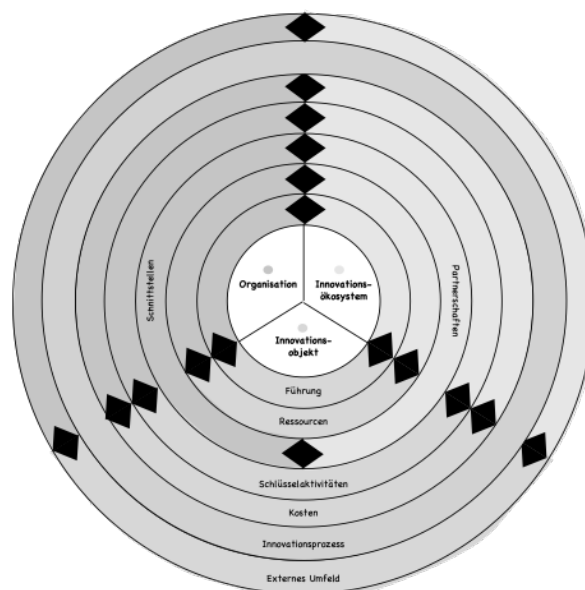 Schnittstellen
Partnerschaften
Organisation
Innovations-
ökosystem
Innovations-
objekt
Führung
Ressourcen
Schlüsselaktivitäten
Kosten
Innovationsprozess
Externes Umfeld